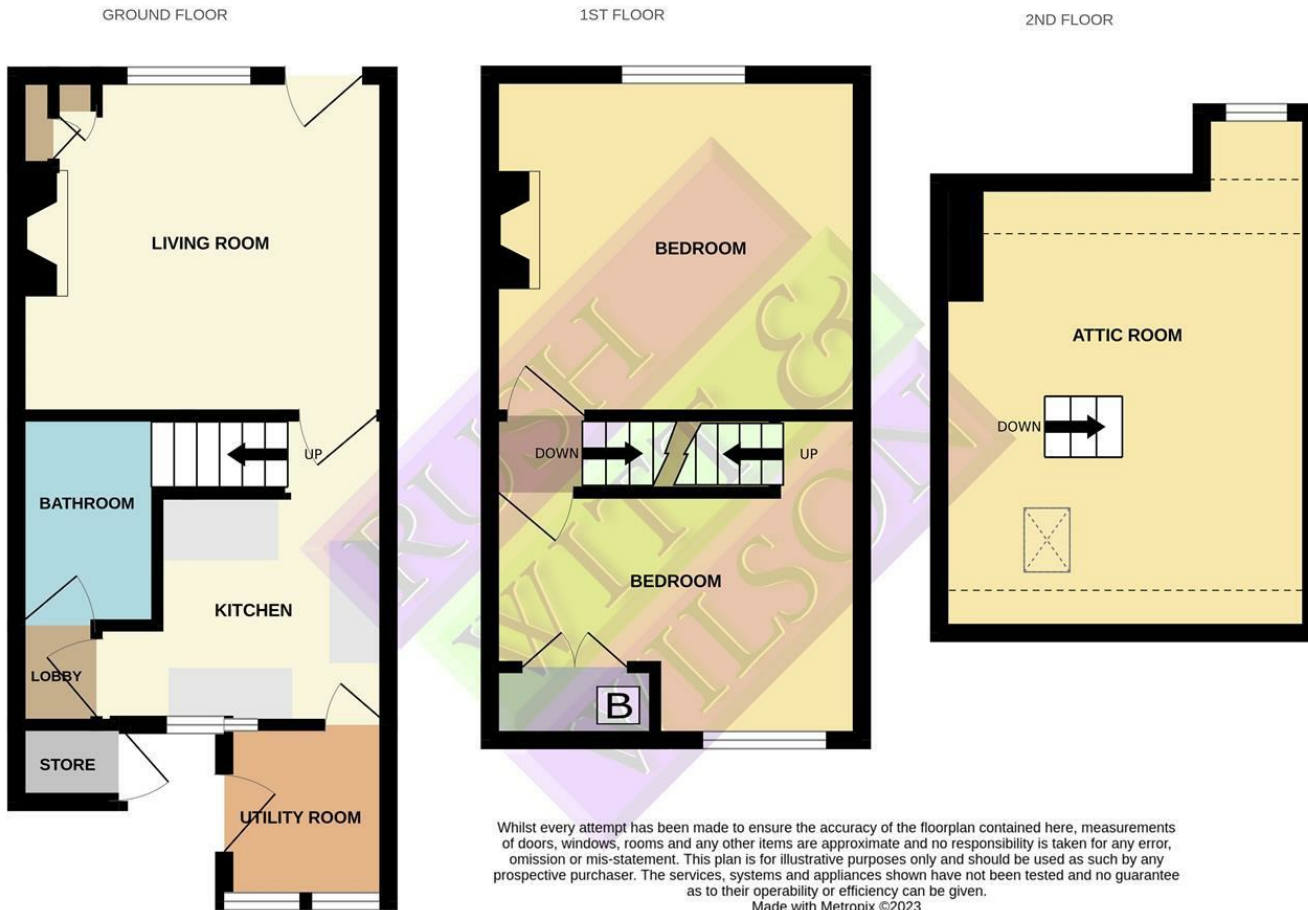 GROUND FLOOR
1ST FLOOR
2ND FLOOR
LIVING ROOM
UP
BATHROOM
KITCHEN
LOBBY
STORE
UTILITY ROOM
BEDROOM
DOWN
UP
BEDROOM
B
RUSH
WITT &
WILSON
ATTIC ROOM
DOWN
Whilst every attempt has been made to ensure the accuracy of the floorplan contained here, measurements
of doors, windows, rooms and any other items are approximate and no responsibility is taken for any error,
omission or mis-statement. This plan is for illustrative purposes only and should be used as such by any
prospective purchaser. The services, systems and appliances shown have not been tested and no guarantee
as to their operability or efficiency can be given.
Made with Metropix ©2023